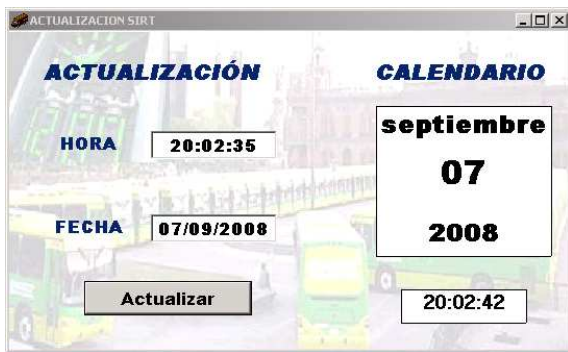 ACTUALIZACION SIRT
ACTUALIZACIÓN
HORA 20:02:35
FECHA 07/09/2008
Actualizar
CALENDARIO
septiembre
07
2008
20:02:42